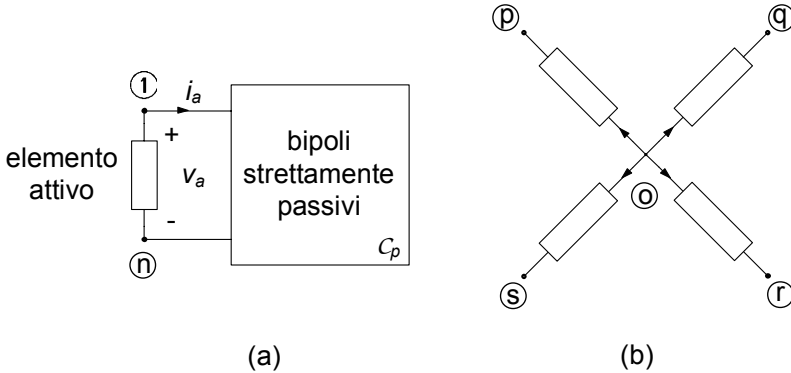 p
q
1
i_a
+
bipoli
elemento
v_a
strettamente
attivo
passivi
-
o
C_p
n
s
r
(a)
(b)